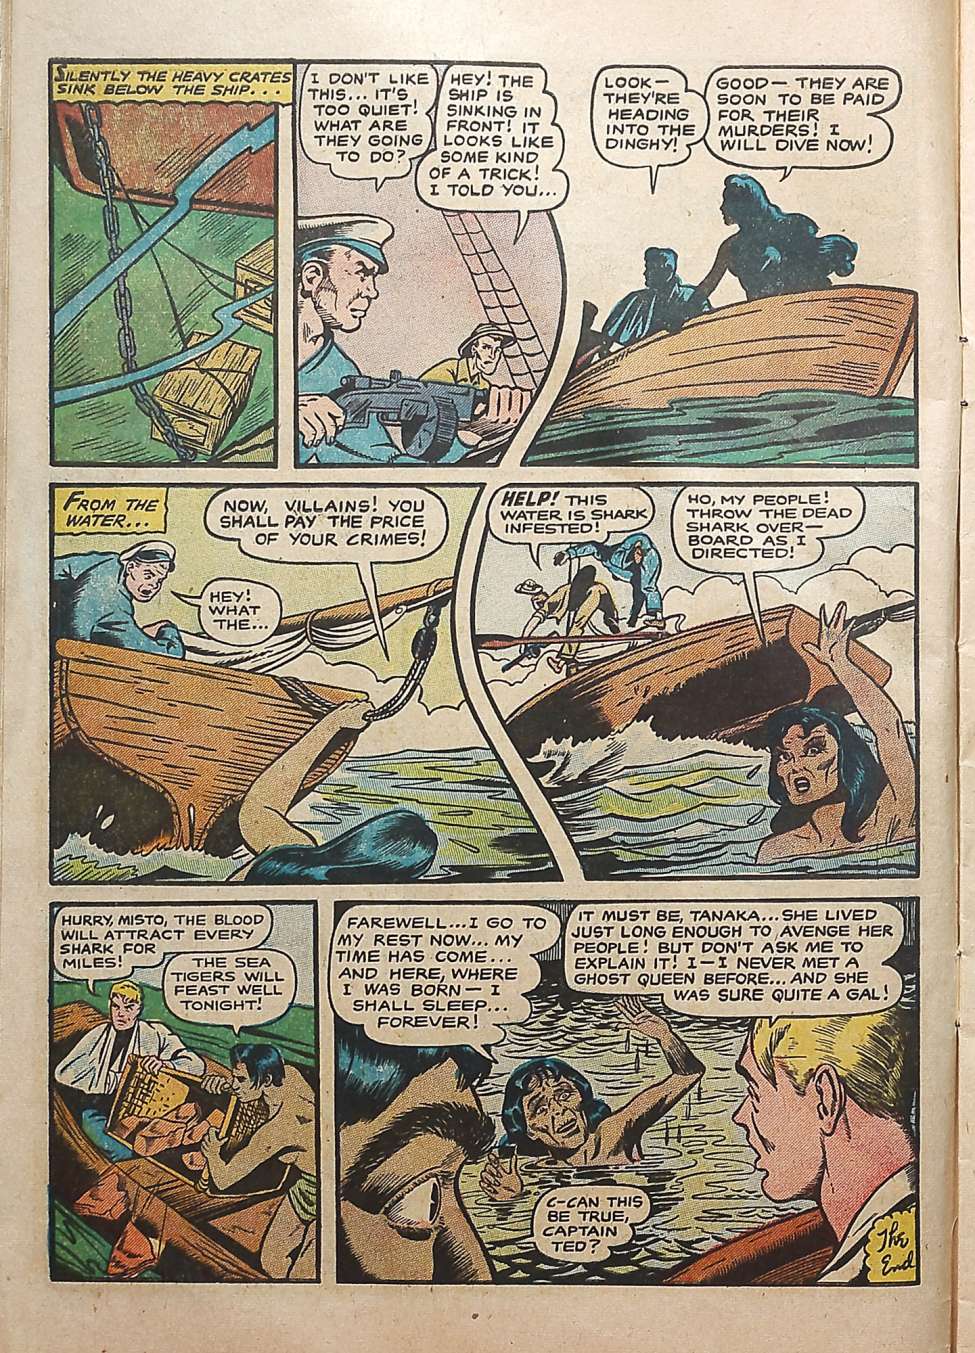 SILENTLY THE HEAVY CRATES
SINK BELOW THE SHIP...
I DON'T LIKE
THIS... IT'S
TOO QUIET!
WHAT ARE
THEY GOING
TO DO?
HEY! THE
SHIP IS
SINKING IN
FRONT! IT
LOOKS LIKE
SOME KIND
OF A TRICK!
I TOLD YOU...
LOOK—
THEY'RE
HEADING
INTO THE
DINGHY!
GOOD— THEY ARE
SOON TO BE PAID
FOR THEIR
MURDERS! I
WILL DIVE NOW!
FROM THE
WATER...
HEY!
WHAT
THE...
NOW, VILLAINS! YOU
SHALL PAY THE PRICE
OF YOUR CRIMES!
HELP! THIS
WATER IS SHARK
INFESTED!
HO, MY PEOPLE!
THROW THE DEAD
SHARK OVER—
BOARD AS I
DIRECTED!
HURRY, MISTO, THE BLOOD
WILL ATTRACT EVERY
SHARK FOR
MILES!
THE SEA
TIGERS WILL
FEAST WELL
TONIGHT!
FAREWELL...I GO TO
MY REST NOW... MY
TIME HAS COME...
AND HERE, WHERE
I WAS BORN— I
SHALL SLEEP...
FOREVER!
C-CAN THIS
BE TRUE,
CAPTAIN
TED?
IT MUST BE, TANAKA...SHE LIVED
JUST LONG ENOUGH TO AVENGE HER
PEOPLE! BUT DON'T ASK ME TO
EXPLAIN IT! I—I NEVER MET A
GHOST QUEEN BEFORE...AND SHE
WAS SURE QUITE A GAL!
The
End